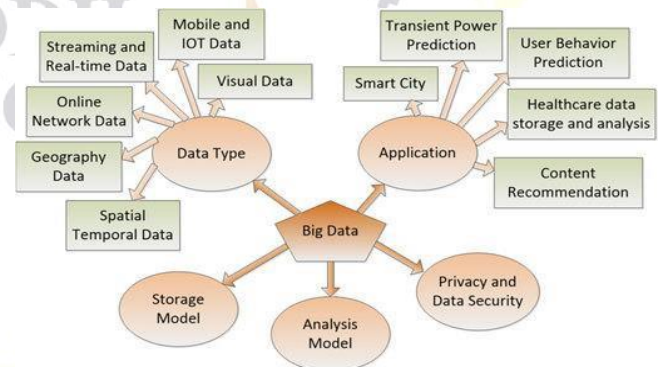 Mobile and
IOT Data
Streaming and
Real-time Data
Visual Data
Online
Network Data
Data Type
Geography
Data
Spatial
Temporal Data
Transient Power
Prediction
User Behavior
Prediction
Smart City
Healthcare data
storage and analysis
Application
Content
Recommendation
Big Data
Storage
Model
Analysis
Model
Privacy and
Data Security